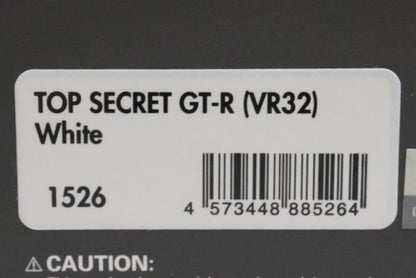 TOP SECRET GT-R (VR32)
White
1526
4 573448 885264
⚠CAUTION: